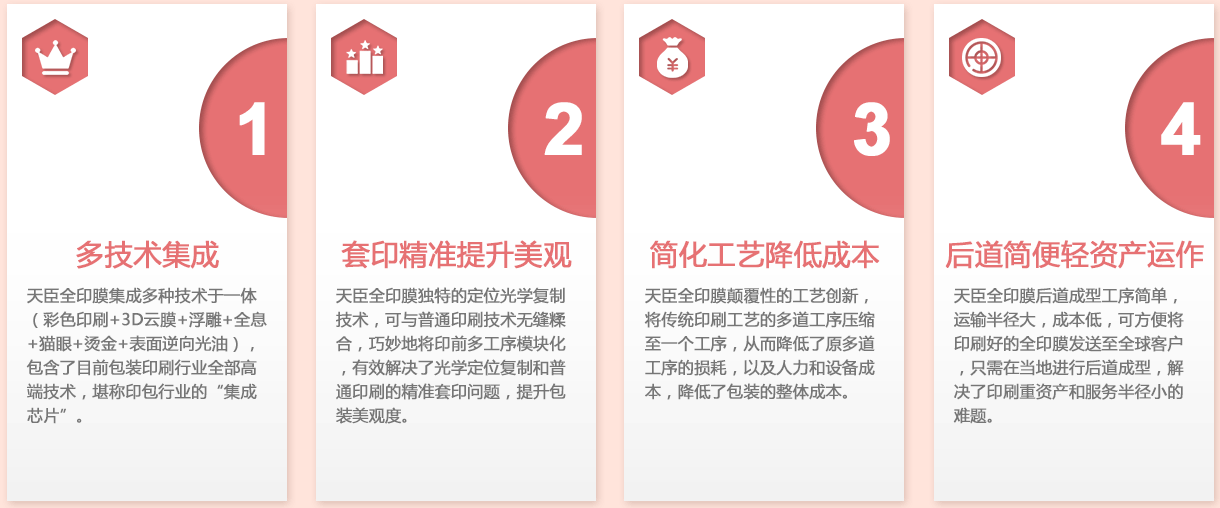 1
多技术集成
天臣全印膜集成多种技术于一体
（彩色印刷+3D云膜+浮雕+全息
+猫眼+烫金+表面逆向光油），
包含了目前包装印刷行业全部高
端技术，堪称印包行业的“集成
芯片”。
2
套印精准提升美观
天臣全印膜独特的定位光学复制
技术，可与普通印刷技术无缝糅
合，巧妙地将印前多工序模块化
，有效解决了光学定位复制和普
通印刷的精准套印问题，提升包
装美观度。
¥
3
简化工艺降低成本
天臣全印膜颠覆性的工艺创新，
将传统印刷工艺的多道工序压缩
至一个工序，从而降低了原多道
工序的损耗，以及人力和设备成
本，降低了包装的整体成本。
4
后道简便轻资产运作
天臣全印膜后道成型工序简单，
运输半径大，成本低，可方便将
印刷好的全印膜发送至全球客户
，只需在当地进行后道成型，解
决了印刷重资产和服务半径小的
难题。